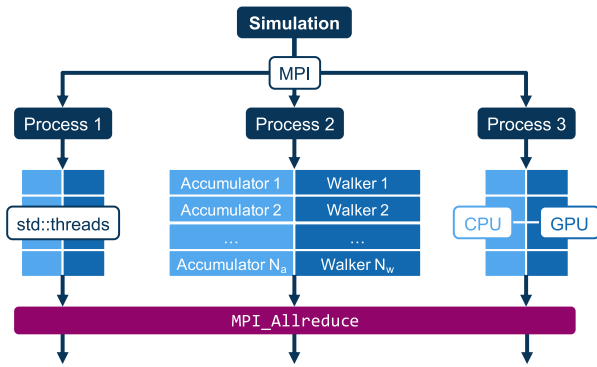 Simulation
MPI
Process 1
Process 2
Process 3
Accumulator 1 Walker 1
Accumulator 2 Walker 2
std::threads
CPU GPU
... ...
Accumulator Na Walker Nw
MPI_Allreduce